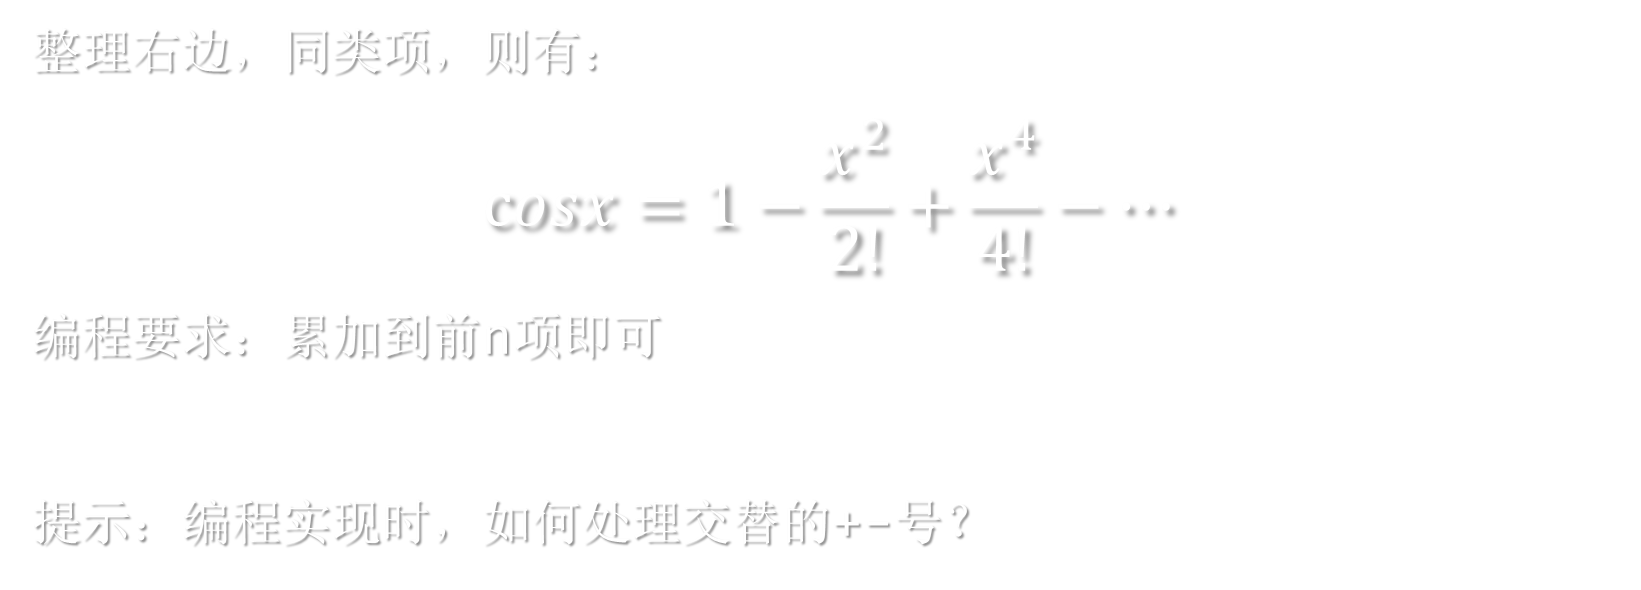 整理右边，同类项，则有：
cosx = 1 − x²/2! + x⁴/4! − ···
编程要求：累加到前n项即可
提示：编程实现时，如何处理交替的+-号？